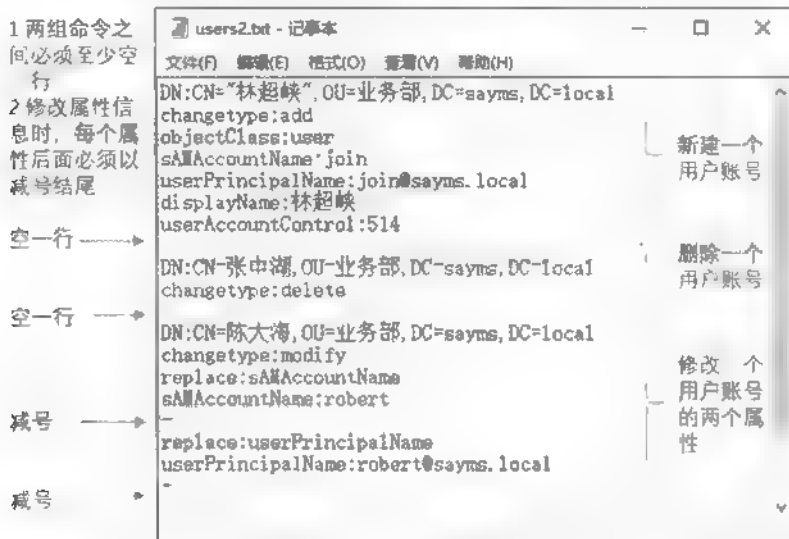 1 两组命令之
间必须至少空
行
2 修改属性信
息时，每个属
性后面必须以
减号结尾
空一行
空一行
减号
减号
users2.txt - 记事本
文件(F) 编辑(E) 格式(O) 查看(V) 帮助(H)
DN:CN="林超峡",OU=业务部,DC=sayms,DC=local
changetype:add
objectClass:user
sAMAccountName:join
userPrincipalName:join@sayms.local
displayName:林超峡
userAccountControl:514
DN:CN=张中湖,OU=业务部,DC=sayms,DC=local
changetype:delete
DN:CN=陈大海,OU=业务部,DC=sayms,DC=local
changetype:modify
replace:sAMAccountName
sAMAccountName:robert
-
replace:userPrincipalName
userPrincipalName:robert@sayms.local
-
新建一个
用户账号
删除一个
用户账号
修改 个
用户账号
的两个属
性